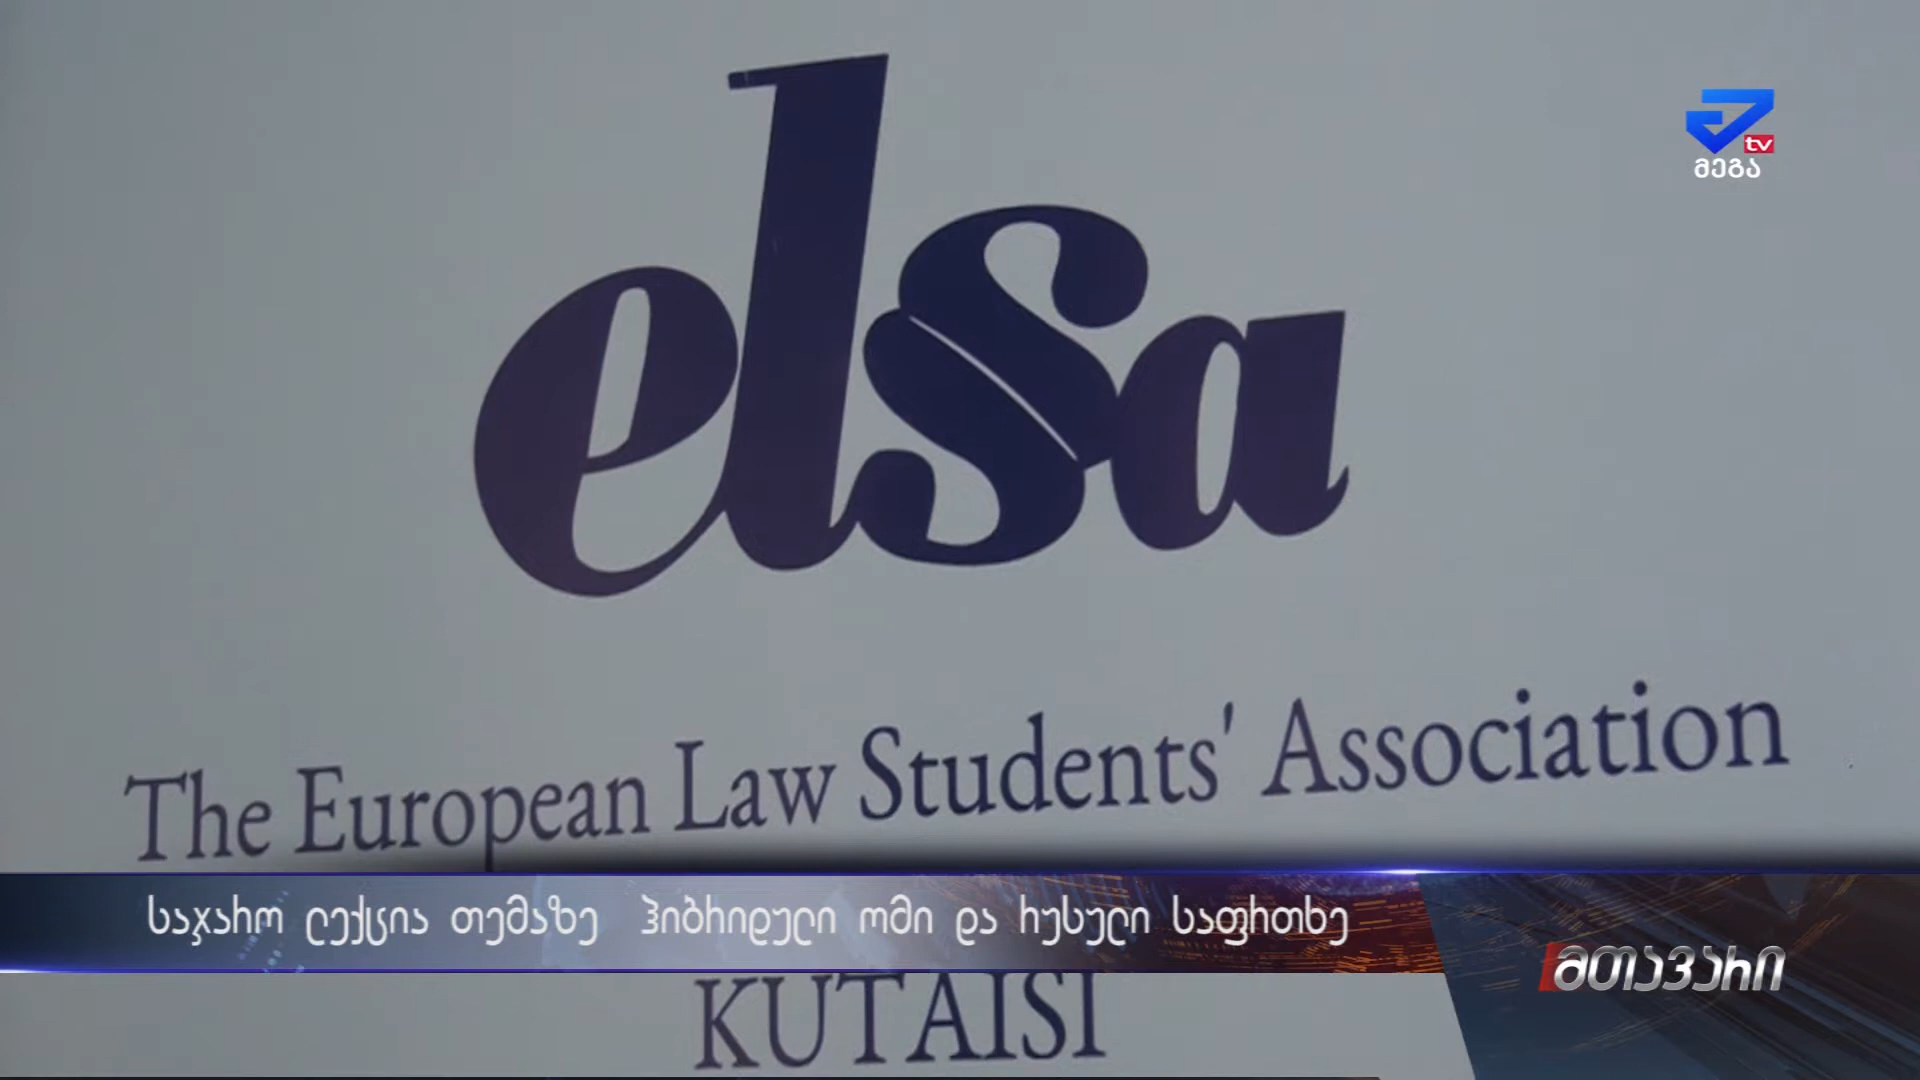 elsa
tv
მეგა
The European Law Students' Association
საჯარო ლექცია თემაზე ჰიბრიდული ომი და რუსული საფრთხე
მთავარი
KUTAISI